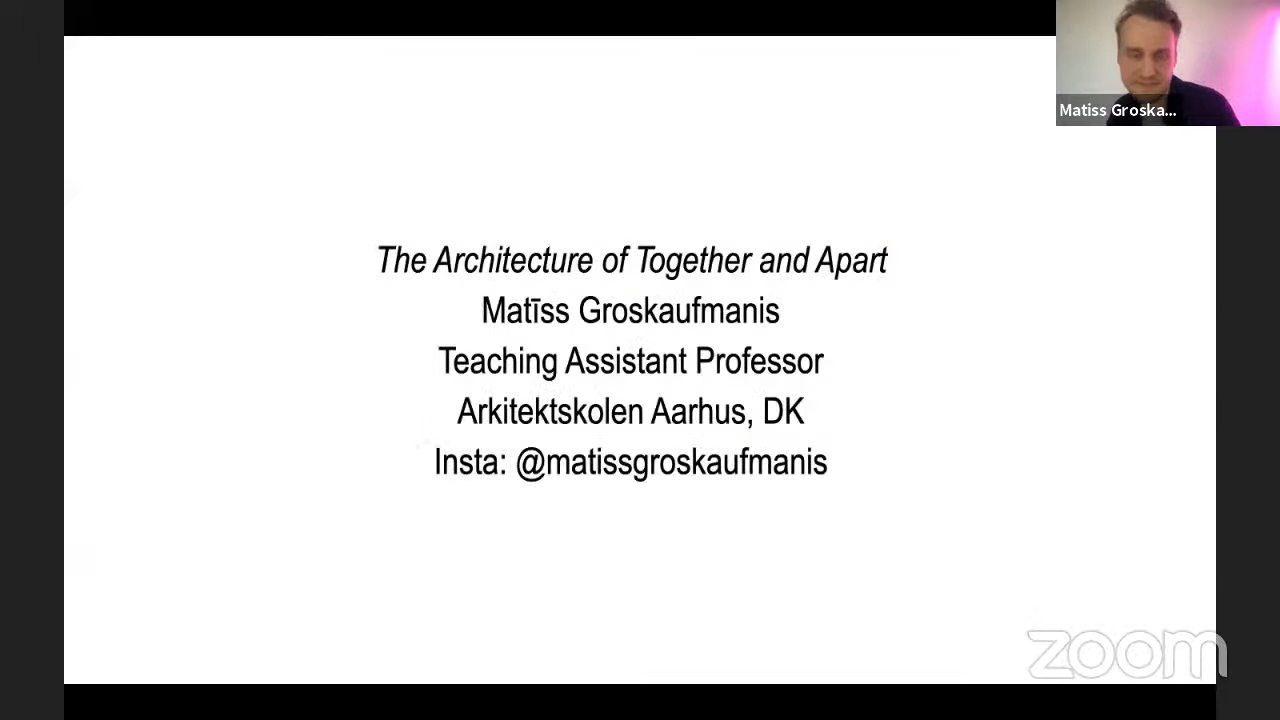 Matiss Groska...
The Architecture of Together and Apart
Matīss Groskaufmanis
Teaching Assistant Professor
Arkitektskolen Aarhus, DK
Insta: @matissgroskaufmanis
zoom